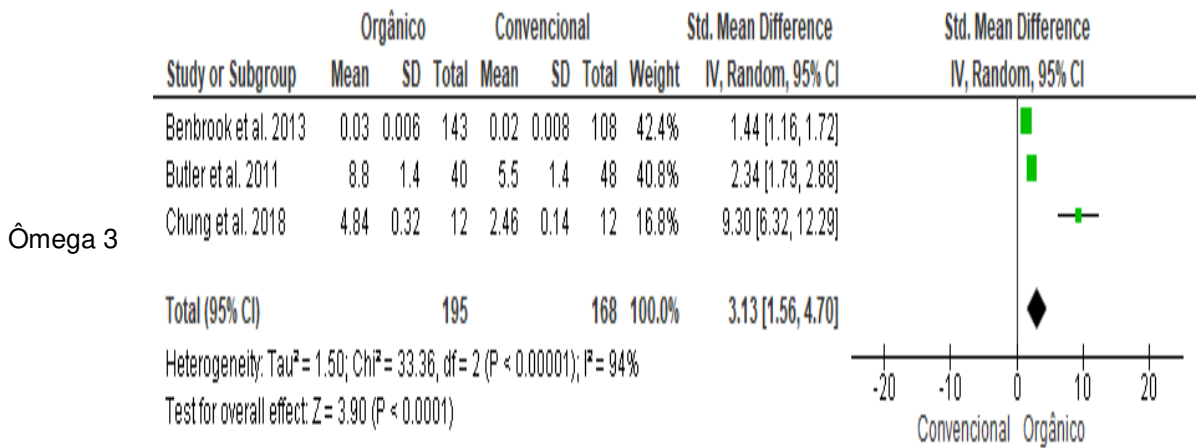 Orgânico Convencional Std. Mean Difference Std. Mean Difference
Study or Subgroup Mean SD Total Mean SD Total Weight IV, Random, 95% CI IV, Random, 95% CI
Benbrook et al. 2013 0.03 0.006 143 0.02 0.008 108 42.4% 1.44 [1.16, 1.72]
Butler et al. 2011 8.8 1.4 40 5.5 1.4 48 40.8% 2.34 [1.79, 2.88]
Chung et al. 2018 4.84 0.32 12 2.46 0.14 12 16.8% 9.30 [6.32, 12.29]
Ômega 3
Total (95% CI) 195 168 100.0% 3.13 [1.56, 4.70]
Heterogeneity: Tau² = 1.50; Chi² = 33.36, df = 2 (P < 0.00001); I² = 94%
Test for overall effect: Z = 3.90 (P < 0.0001)
-20 -10 0 10 20
Convencional Orgânico